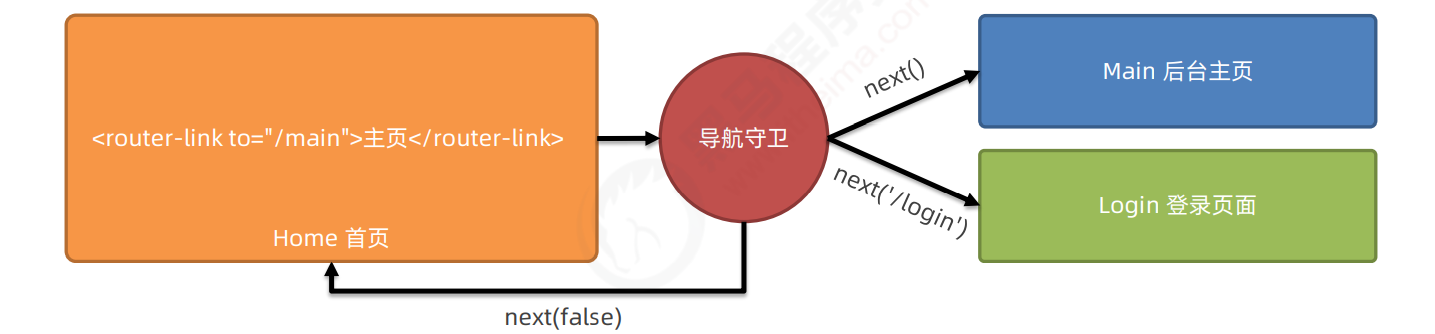 <router-link to="/main">主页</router-link>
Home 首页
导航守卫
next()
next('/login')
next(false)
Main 后台主页
Login 登录页面